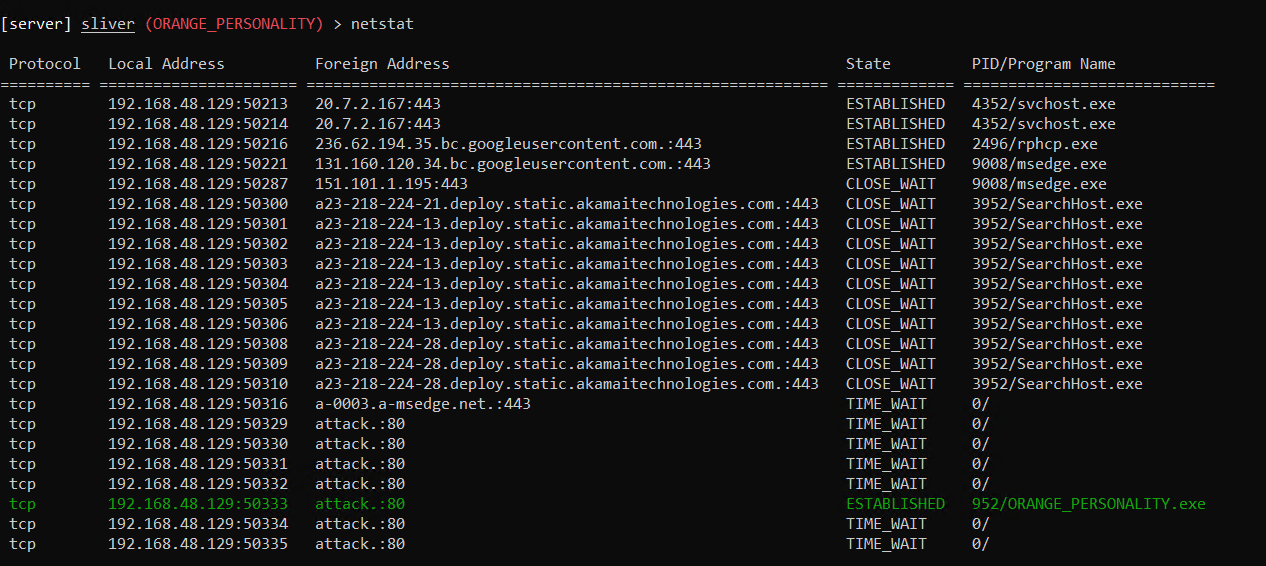 [server] sliver (ORANGE_PERSONALITY) > netstat
Protocol   Local Address          Foreign Address                                            State         PID/Program Name
========== ====================== ========================================================== ============= ============================
tcp        192.168.48.129:50213   20.7.2.167:443                                             ESTABLISHED   4352/svchost.exe
tcp        192.168.48.129:50214   20.7.2.167:443                                             ESTABLISHED   4352/svchost.exe
tcp        192.168.48.129:50216   236.62.194.35.bc.googleusercontent.com.:443                ESTABLISHED   2496/rphcp.exe
tcp        192.168.48.129:50221   131.160.120.34.bc.googleusercontent.com.:443               ESTABLISHED   9008/msedge.exe
tcp        192.168.48.129:50287   151.101.1.195:443                                          CLOSE_WAIT    9008/msedge.exe
tcp        192.168.48.129:50300   a23-218-224-21.deploy.static.akamaitechnologies.com.:443   CLOSE_WAIT    3952/SearchHost.exe
tcp        192.168.48.129:50301   a23-218-224-13.deploy.static.akamaitechnologies.com.:443   CLOSE_WAIT    3952/SearchHost.exe
tcp        192.168.48.129:50302   a23-218-224-13.deploy.static.akamaitechnologies.com.:443   CLOSE_WAIT    3952/SearchHost.exe
tcp        192.168.48.129:50303   a23-218-224-13.deploy.static.akamaitechnologies.com.:443   CLOSE_WAIT    3952/SearchHost.exe
tcp        192.168.48.129:50304   a23-218-224-13.deploy.static.akamaitechnologies.com.:443   CLOSE_WAIT    3952/SearchHost.exe
tcp        192.168.48.129:50305   a23-218-224-13.deploy.static.akamaitechnologies.com.:443   CLOSE_WAIT    3952/SearchHost.exe
tcp        192.168.48.129:50306   a23-218-224-13.deploy.static.akamaitechnologies.com.:443   CLOSE_WAIT    3952/SearchHost.exe
tcp        192.168.48.129:50308   a23-218-224-28.deploy.static.akamaitechnologies.com.:443   CLOSE_WAIT    3952/SearchHost.exe
tcp        192.168.48.129:50309   a23-218-224-28.deploy.static.akamaitechnologies.com.:443   CLOSE_WAIT    3952/SearchHost.exe
tcp        192.168.48.129:50310   a23-218-224-28.deploy.static.akamaitechnologies.com.:443   CLOSE_WAIT    3952/SearchHost.exe
tcp        192.168.48.129:50316   a-0003.a-msedge.net.:443                                   TIME_WAIT     0/
tcp        192.168.48.129:50329   attack.:80                                                 TIME_WAIT     0/
tcp        192.168.48.129:50330   attack.:80                                                 TIME_WAIT     0/
tcp        192.168.48.129:50331   attack.:80                                                 TIME_WAIT     0/
tcp        192.168.48.129:50332   attack.:80                                                 TIME_WAIT     0/
tcp        192.168.48.129:50333   attack.:80                                                 ESTABLISHED   952/ORANGE_PERSONALITY.exe
tcp        192.168.48.129:50334   attack.:80                                                 TIME_WAIT     0/
tcp        192.168.48.129:50335   attack.:80                                                 TIME_WAIT     0/